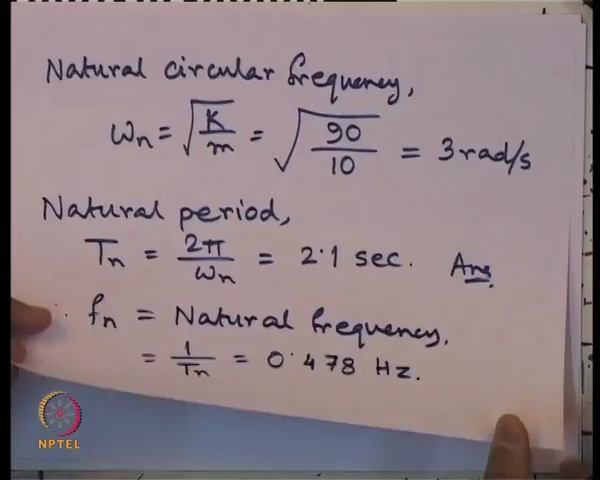 Natural circular frequency,
ωn = √(K/m) = √(90/10) = 3 rad/s
Natural period,
Tn = 2π/ωn = 2·1 sec. Ans.
∴ fn = Natural frequency.
= 1/Tn = 0·478 Hz.
NPTEL